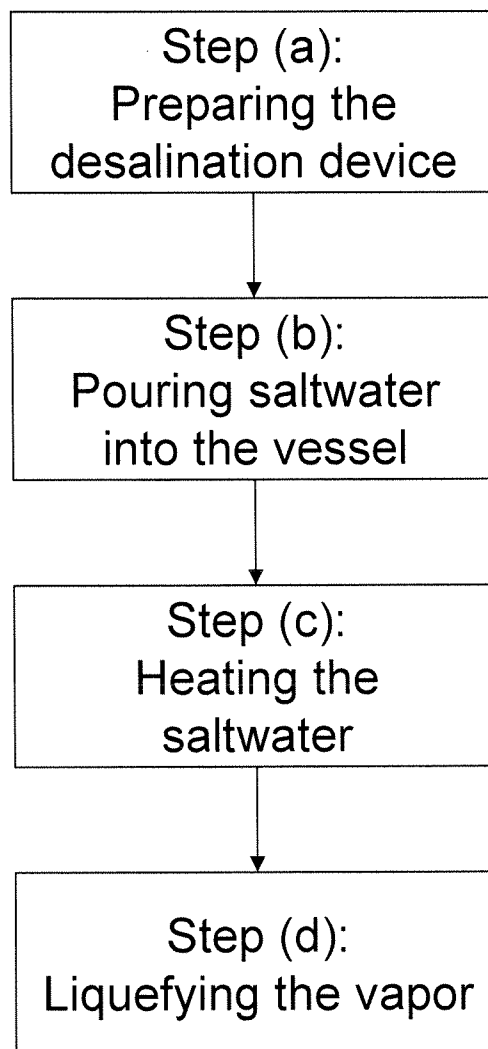 Step (a):
Preparing the
desalination device
Step (b):
Pouring saltwater
into the vessel
Step (c):
Heating the
saltwater
Step (d):
Liquefying the vapor